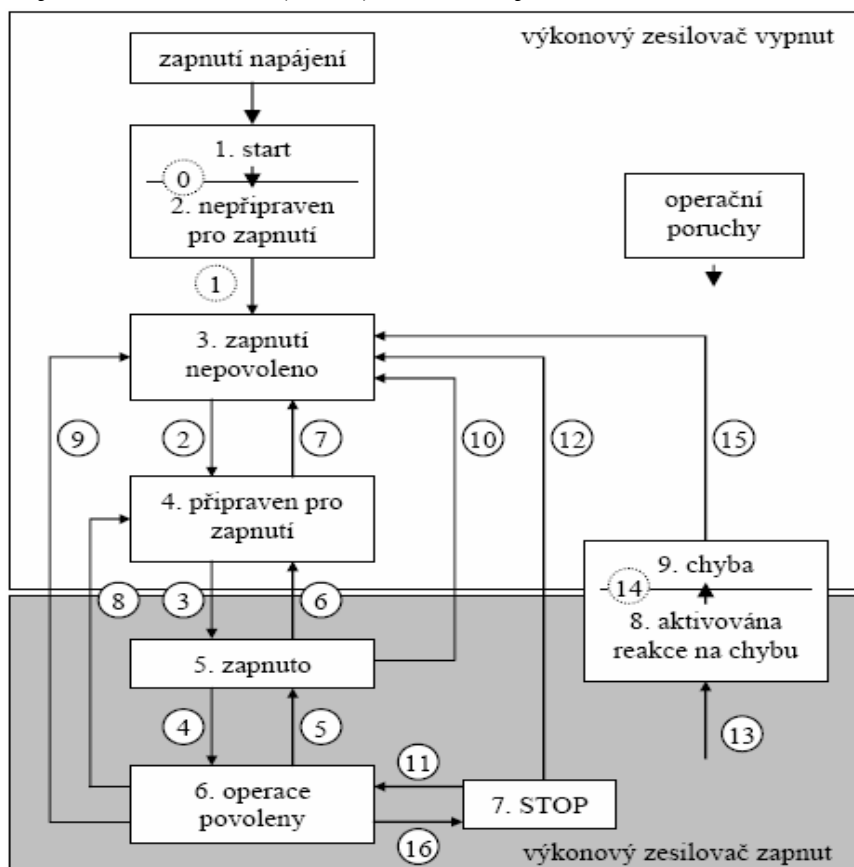 výkonový zesilovač vypnut
zapnutí napájení
1. start
0
2. nepřipraven
pro zapnutí
operační
poruchy
1
3. zapnutí
nepovoleno
9
2
7
10
12
15
4. připraven pro
zapnutí
9. chyba
14
8
3
6
8. aktivována
reakce na chybu
5. zapnuto
4
5
13
11
6. operace
povoleny
7. STOP
16
výkonový zesilovač zapnut